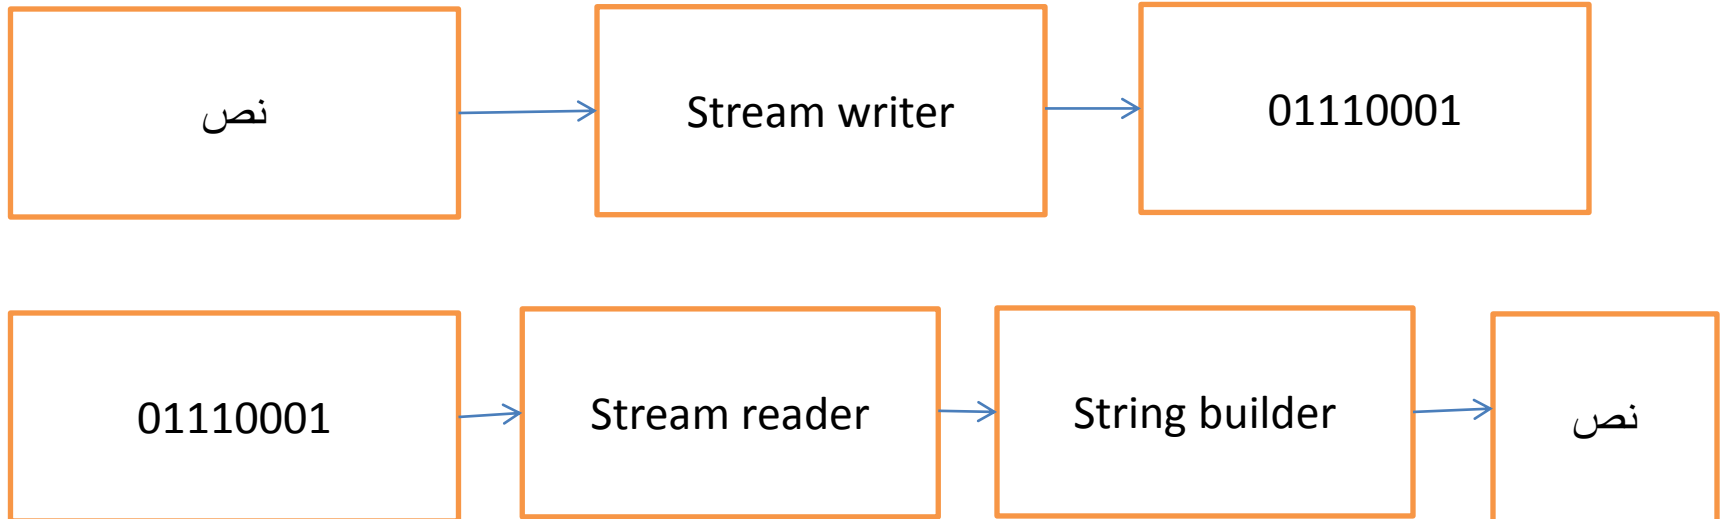 نص
Stream writer
01110001
01110001
Stream reader
String builder
نص